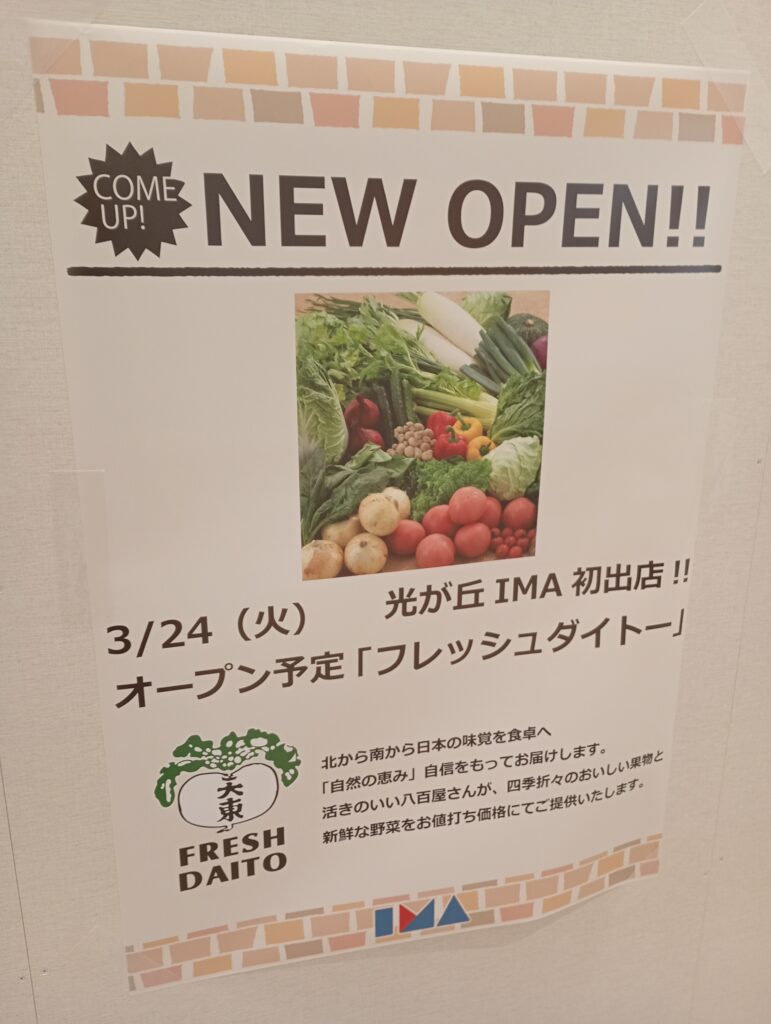 COME
UP!
NEW OPEN!!
3/24（火）　光が丘 IMA 初出店 !!
オープン予定「フレッシュダイトー」
北から南から日本の味覚を食卓へ
「自然の恵み」自信をもってお届けします。
活きのいい八百屋さんが、四季折々のおいしい果物と
新鮮な野菜をお値打ち価格にてご提供いたします。
大東
FRESH
DAITO
IMA